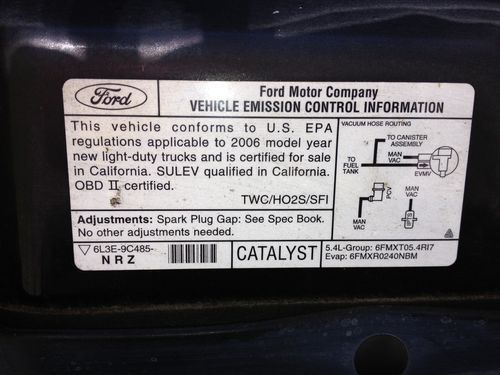 Ford
Ford Motor Company
VEHICLE EMISSION CONTROL INFORMATION
This vehicle conforms to U.S. EPA
regulations applicable to 2006 model year
new light-duty trucks and is certified for sale
in California. SULEV qualified in California.
OBD II certified.
TWC/HO2S/SFI
Adjustments: Spark Plug Gap: See Spec Book.
No other adjustments needed.
VACUUM HOSE ROUTING
TO CANISTER
ASSEMBLY
MAN
VAC
TO
FUEL
TANK
EVMV
PCV
MAN
VAC
MAN
VAC
6L3E-9C485-
NRZ
CATALYST
5.4L-Group: 6FMXT05.4RI7
Evap: 6FMXR0240NBM